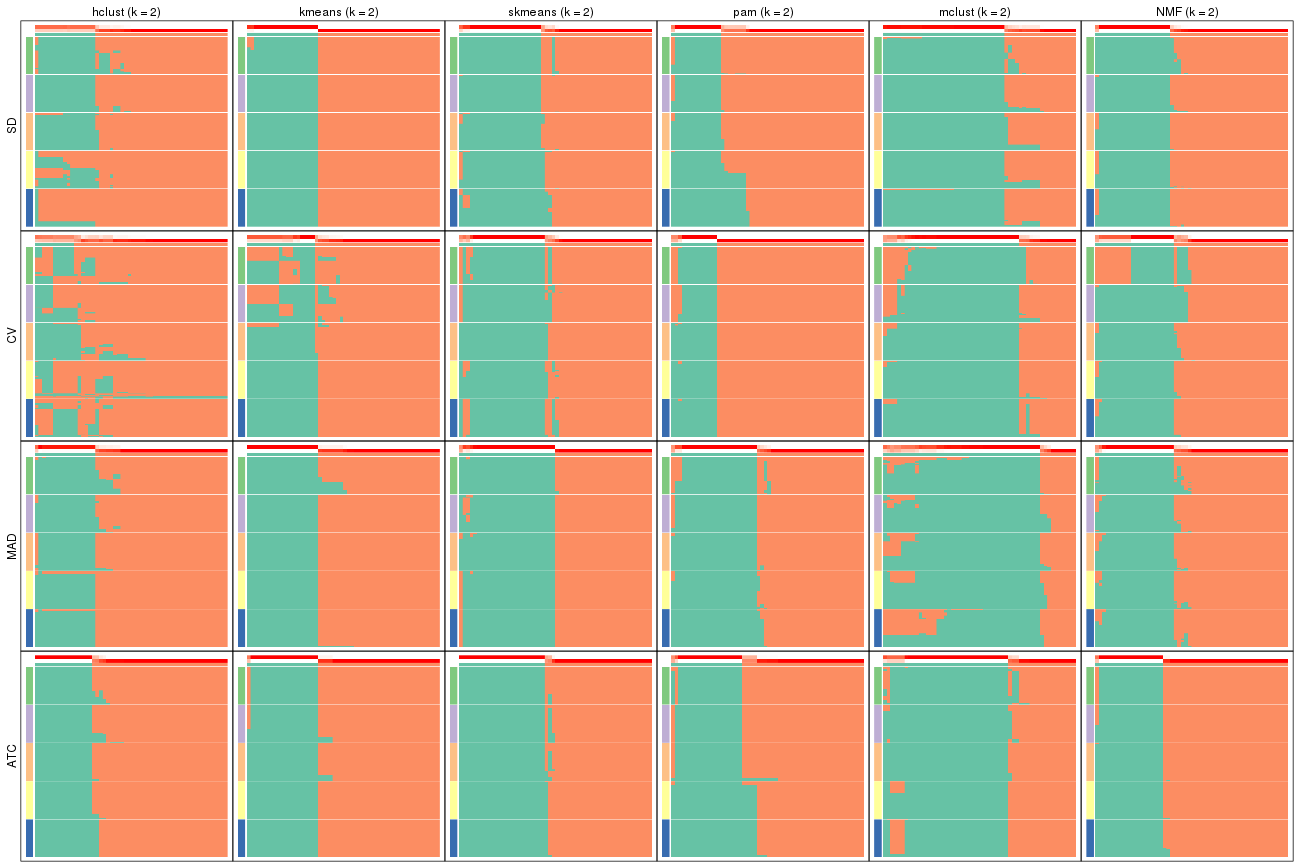 hclust (k = 2) kmeans (k = 2) skmeans (k = 2) pam (k = 2) mclust (k = 2) NMF (k = 2)
SD
CV
MAD
ATC